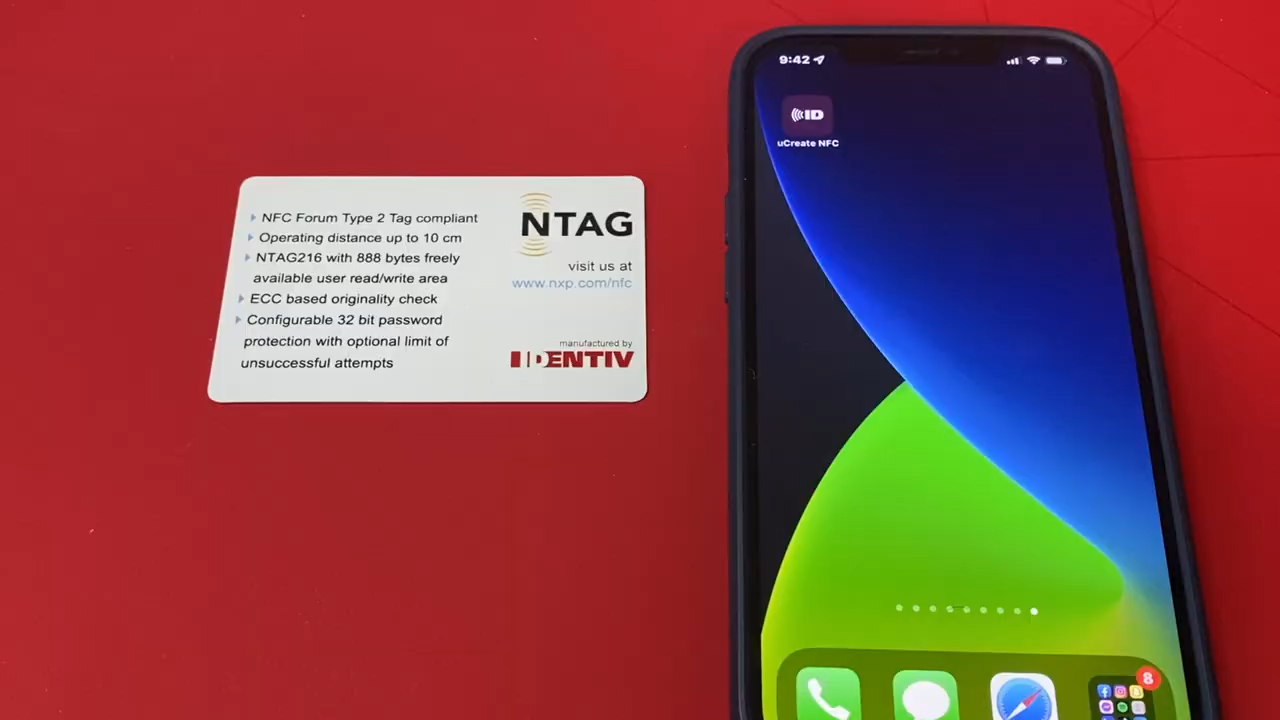 NFC Forum Type 2 Tag compliant
Operating distance up to 10 cm
NTAG216 with 888 bytes freely
available user read/write area
ECC based originality check
Configurable 32 bit password
protection with optional limit of
unsuccessful attempts
NTAG
visit us at
www.nxp.com/nfc
manufactured by
IDENTIV
9:42
ID
uCreate NFC
8